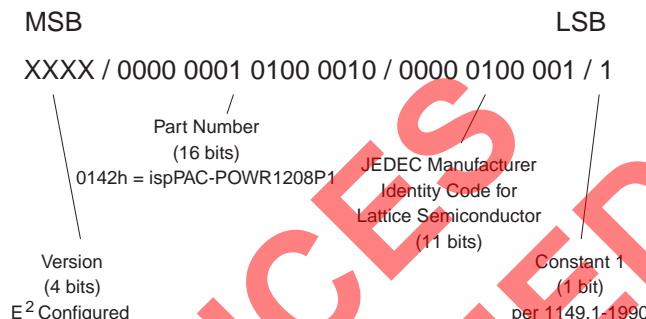 MSB LSB
XXXX / 0000 0001 0100 0010 / 0000 0100 001 / 1
Part Number
(16 bits)
0142h = ispPAC-POWR1208P1
JEDEC Manufacturer
Identity Code for
Lattice Semiconductor
(11 bits)
Version
(4 bits)
E2 Configured
Constant 1
(1 bit)
per 1149.1-1990